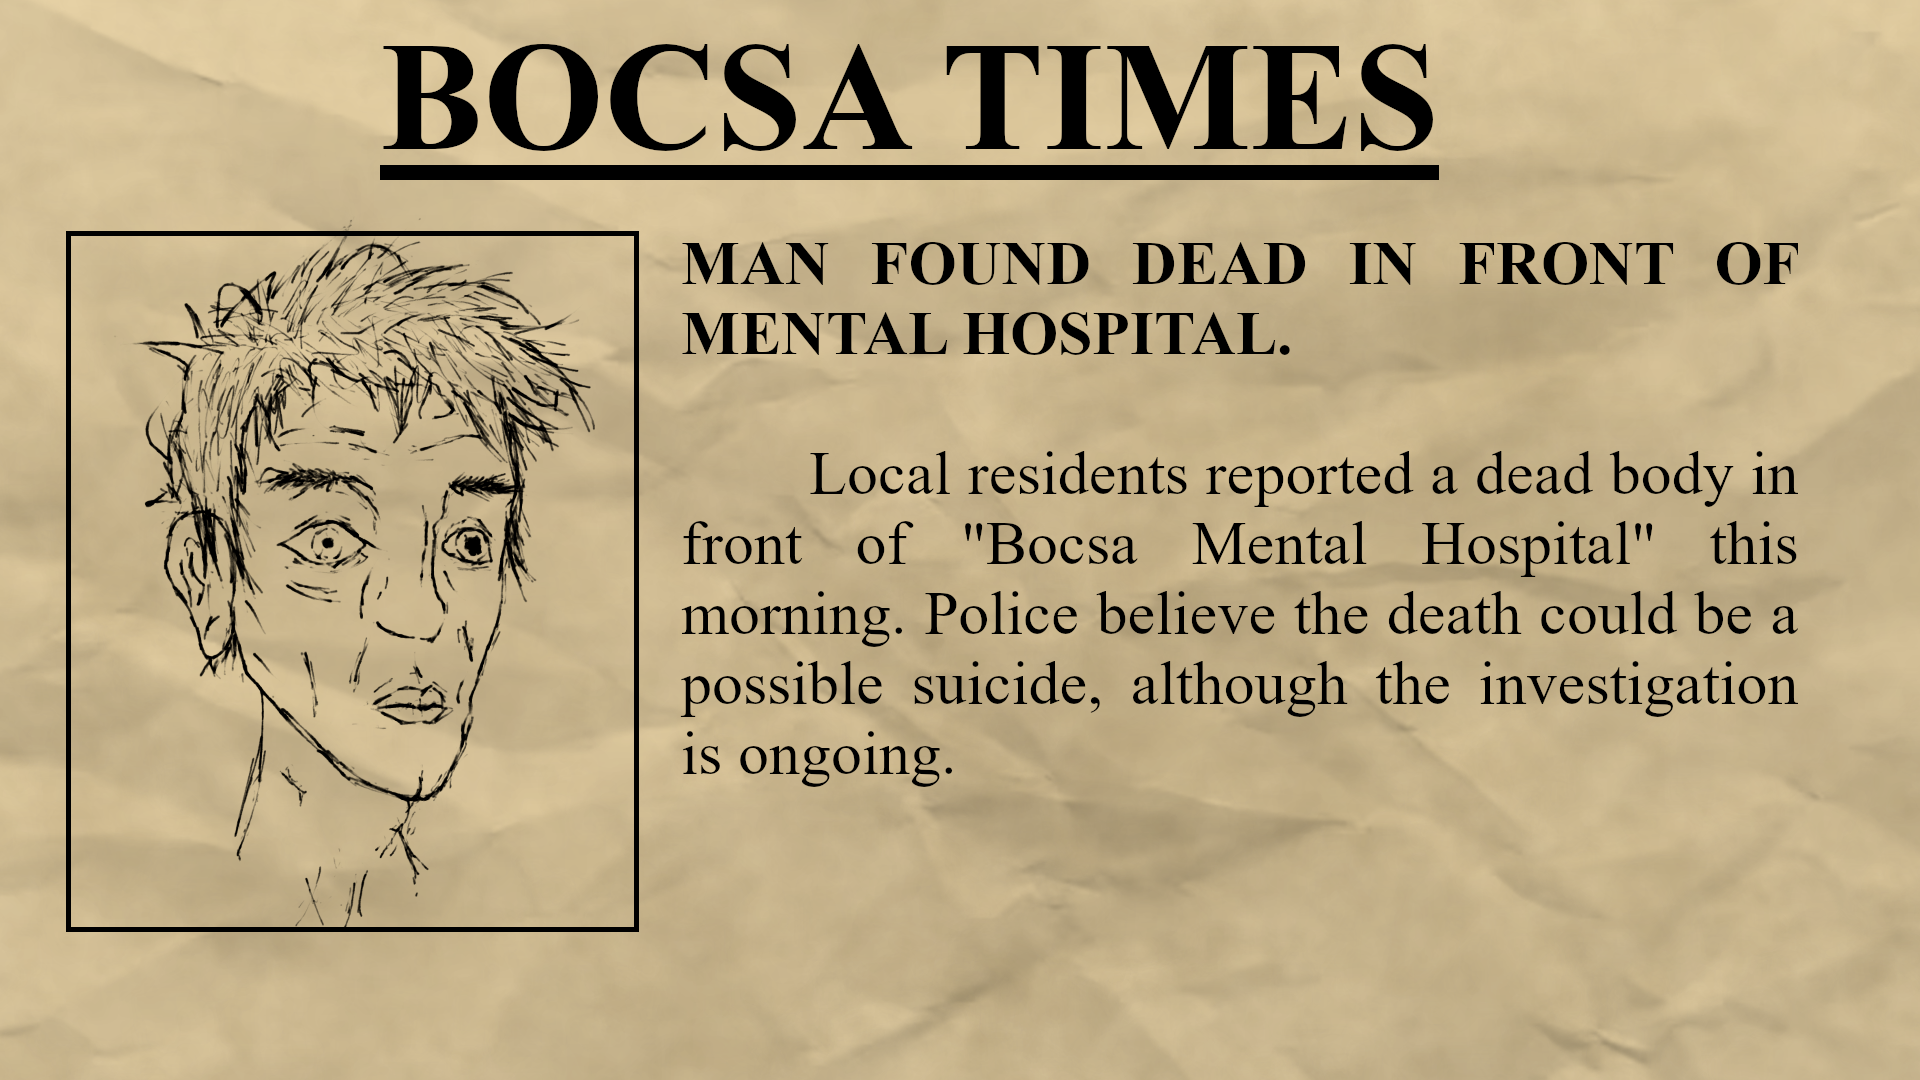 BOCSA TIMES
MAN FOUND DEAD IN FRONT OF
MENTAL HOSPITAL.
Local residents reported a dead body in
front of "Bocsa Mental Hospital" this
morning. Police believe the death could be a
possible suicide, although the investigation
is ongoing.